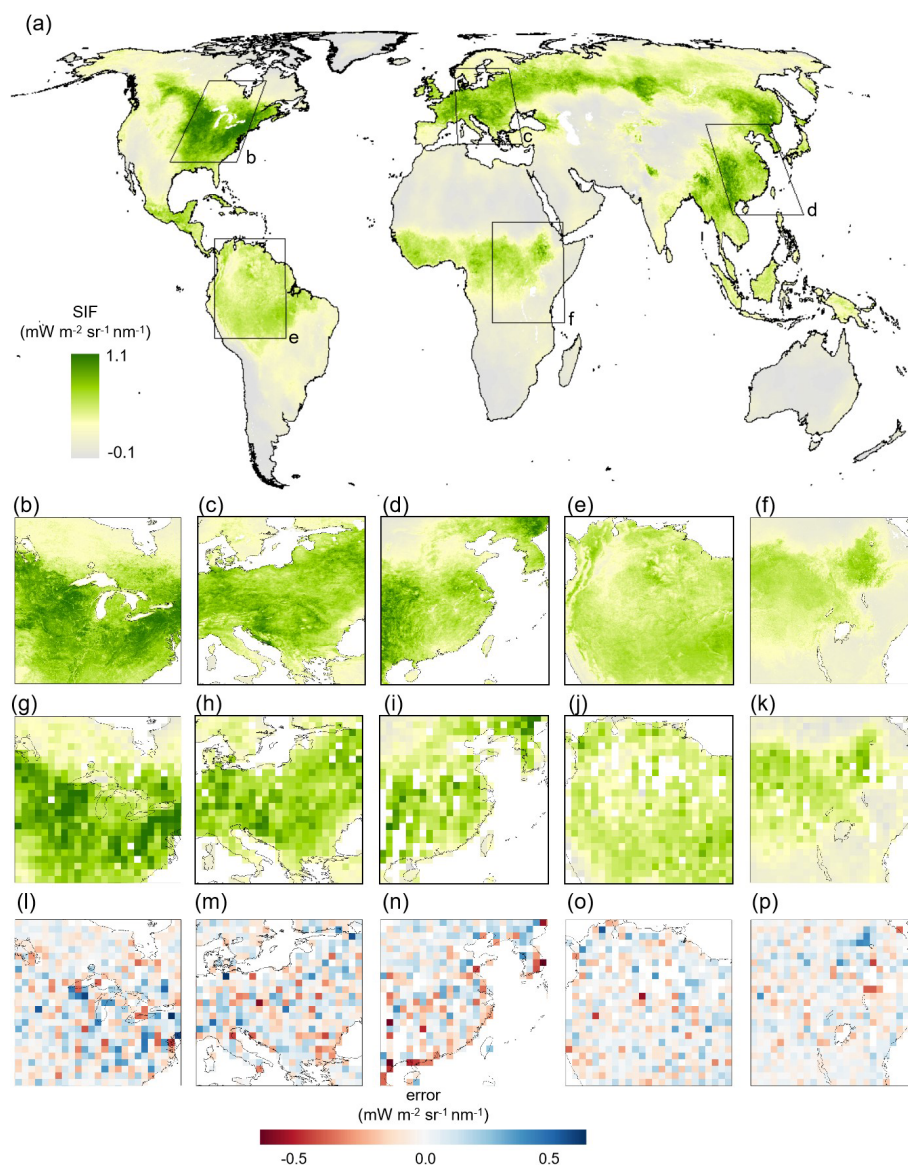 (a)
b
c
d
e
f
SIF
(mW m⁻² sr⁻¹ nm⁻¹)
1.1
-0.1
(b) (c) (d) (e) (f)
(g) (h) (i) (j) (k)
(l) (m) (n) (o) (p)
error
(mW m⁻² sr⁻¹ nm⁻¹)
-0.5 0.0 0.5